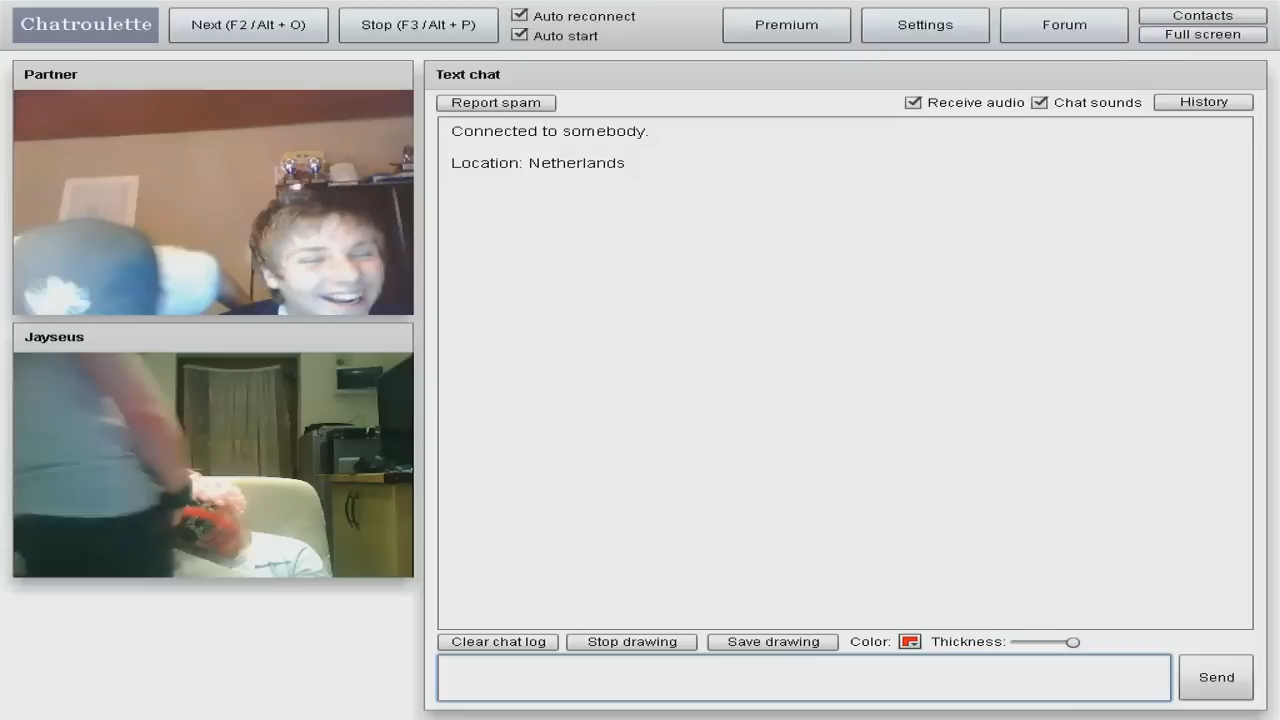 Chatroulette
Next (F2 / Alt + O)
Stop (F3 / Alt + P)
Auto reconnect
Auto start
Premium
Settings
Forum
Contacts
Full screen
Partner
Jayseus
Text chat
Report spam
Receive audio
Chat sounds
History
Connected to somebody.
Location: Netherlands
Clear chat log
Stop drawing
Save drawing
Color:
Thickness:
Send